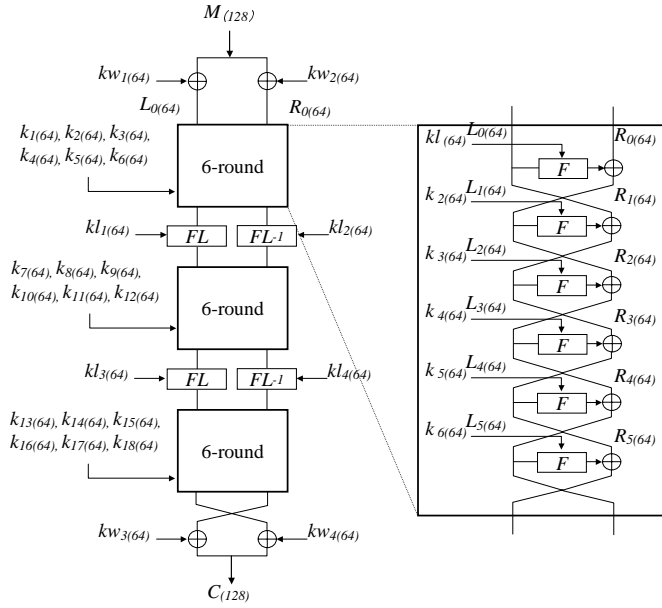 M(128)
kw1(64)
kw2(64)
L0(64)
R0(64)
k1(64), k2(64), k3(64),
k4(64), k5(64), k6(64)
6-round
kl1(64)
FL
FL-1
kl2(64)
k7(64), k8(64), k9(64),
k10(64), k11(64), k12(64)
6-round
kl3(64)
FL
FL-1
kl4(64)
k13(64), k14(64), k15(64),
k16(64), k17(64), k18(64)
6-round
kw3(64)
kw4(64)
C(128)
kl (64)
L0(64)
R0(64)
F
k 2(64)
L1(64)
R1(64)
F
k 3(64)
L2(64)
R2(64)
F
k 4(64)
L3(64)
R3(64)
F
k 5(64)
L4(64)
R4(64)
F
k 6(64)
L5(64)
R5(64)
F